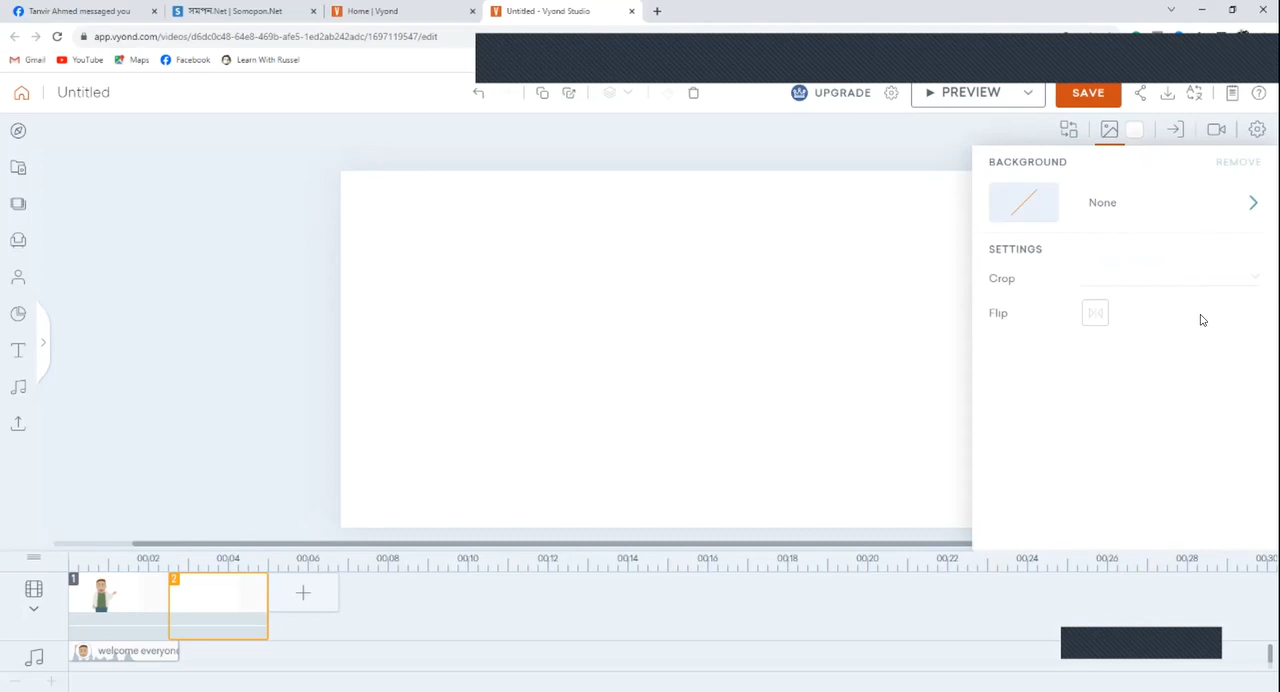 Tanvir Ahmed messaged you
সমপন.Net | Somopon.Net
Home | Vyond
Untitled - Vyond Studio
app.vyond.com/videos/d6dc0c48-64e8-469b-afe5-1ed2ab242adc/1697119547/edit
Gmail
YouTube
Maps
Facebook
Learn With Russel
Untitled
UPGRADE
PREVIEW
SAVE
BACKGROUND
REMOVE
None
SETTINGS
Crop
Flip
00:02 00:04 00:06 00:08 00:10 00:12 00:14 00:16 00:18 00:20 00:22 00:24 00:26 00:28 00:30
1
2
welcome everyone